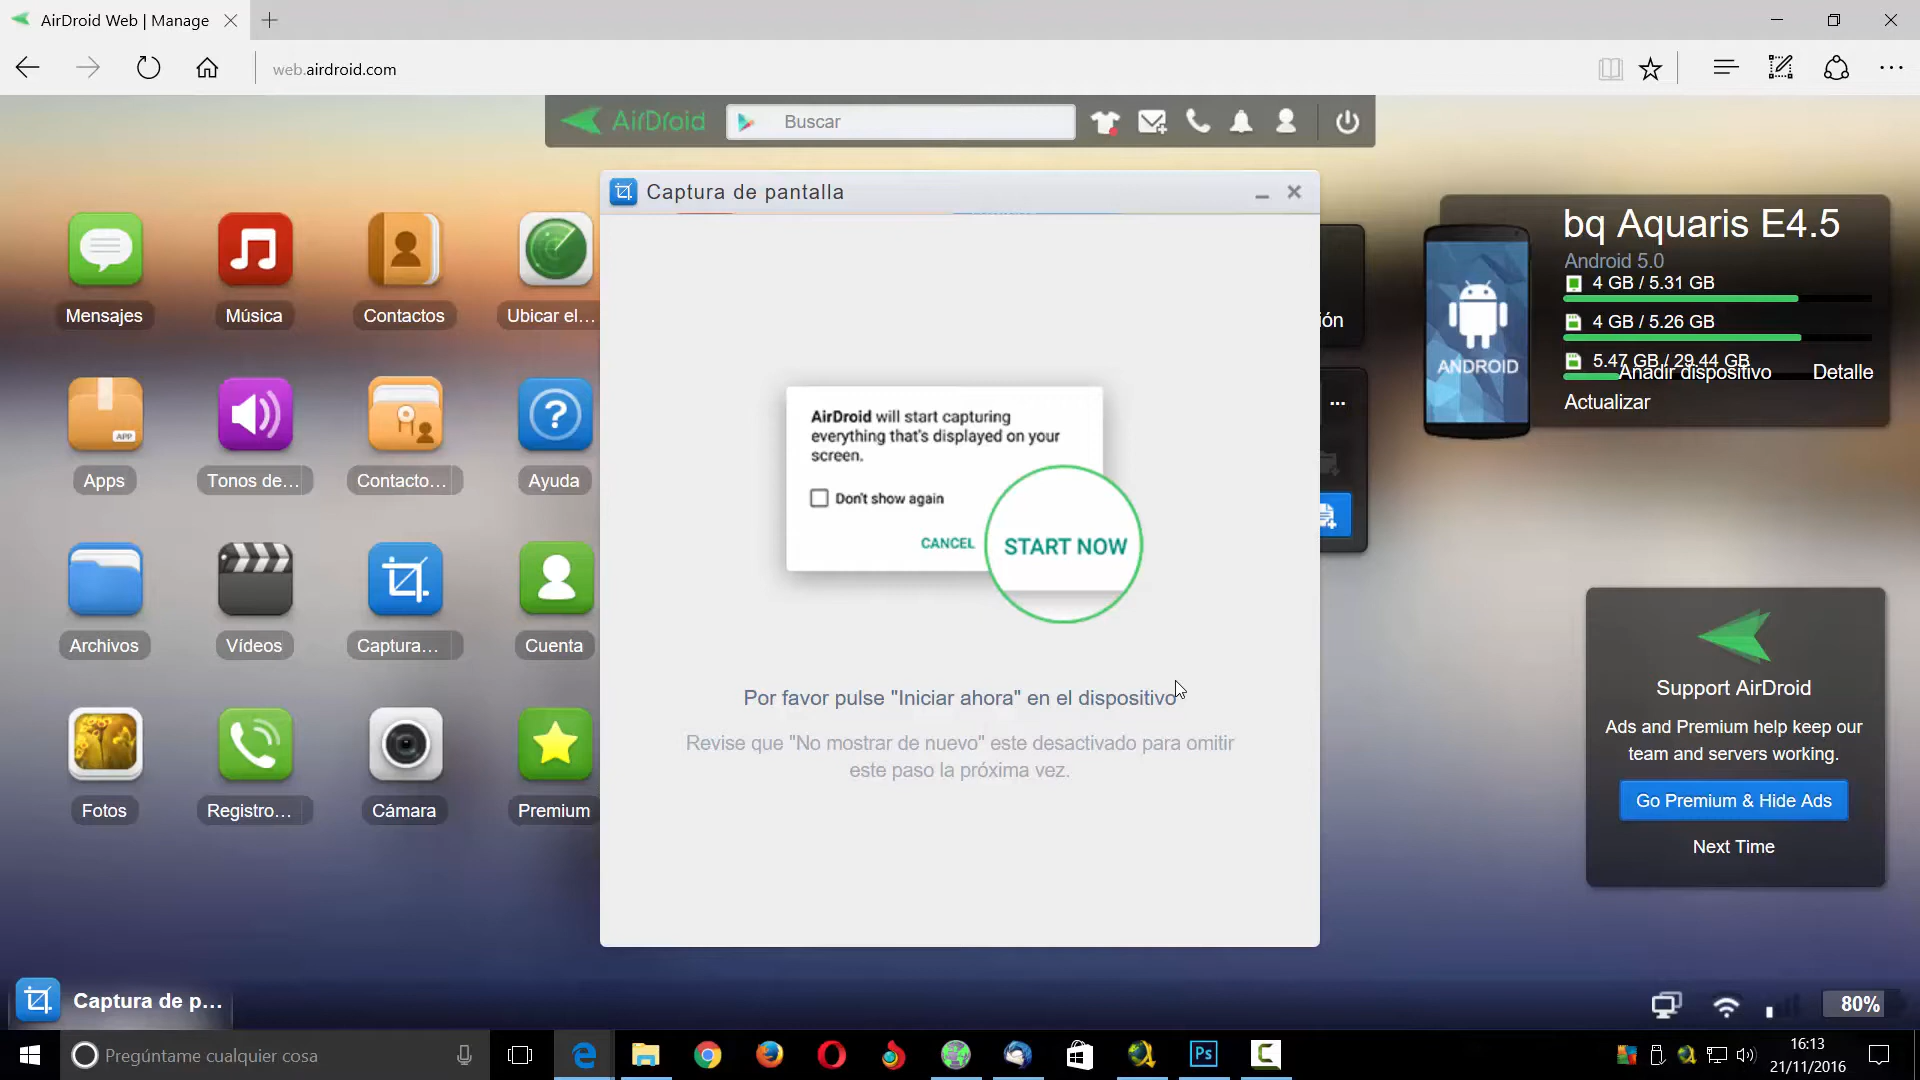 AirDroid Web | Manage
web.airdroid.com
AirDroid
Buscar
Captura de pantalla
Mensajes
Música
Contactos
Ubicar el...
Apps
APP
Tonos de...
Contacto...
Ayuda
Archivos
Vídeos
Captura...
Cuenta
Fotos
Registro...
Cámara
Premium
AirDroid will start capturing
everything that's displayed on your
screen.
Don't show again
CANCEL
START NOW
Por favor pulse "Iniciar ahora" en el dispositivo
Revise que "No mostrar de nuevo" este desactivado para omitir
este paso la próxima vez.
ión
...
ANDROID
bq Aquaris E4.5
Android 5.0
4 GB / 5.31 GB
4 GB / 5.26 GB
5.47 GB / 29.44 GB
Añadir dispositivo
Detalle
Actualizar
Support AirDroid
Ads and Premium help keep our
team and servers working.
Go Premium & Hide Ads
Next Time
Captura de p...
80%
Pregúntame cualquier cosa
Ps
16:13
21/11/2016